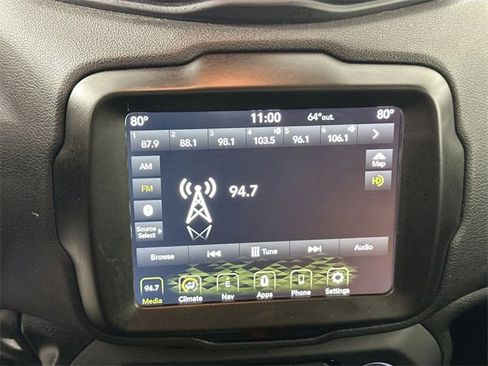 80° 11:00 64°out 80°
1 2 3 4 5 6
87.9 88.1 98.1 103.5 96.1 106.1
AM
Map
FM
94.7
Source
Select
Browse Tune Audio
94.7
Media Climate Nav Apps Phone Settings